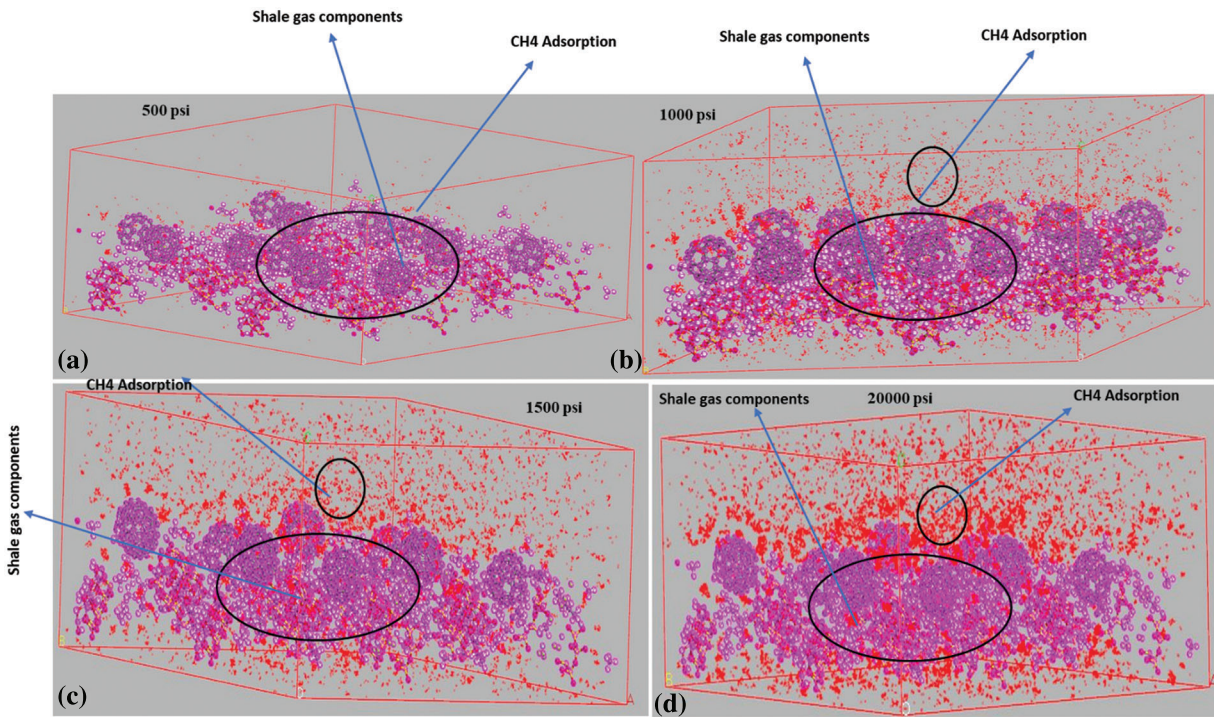 Shale gas components
CH4 Adsorption
500 psi
(a)
Shale gas components
CH4 Adsorption
1000 psi
(b)
CH4 Adsorption
1500 psi
Shale gas components
(c)
Shale gas components
20000 psi
CH4 Adsorption
(d)